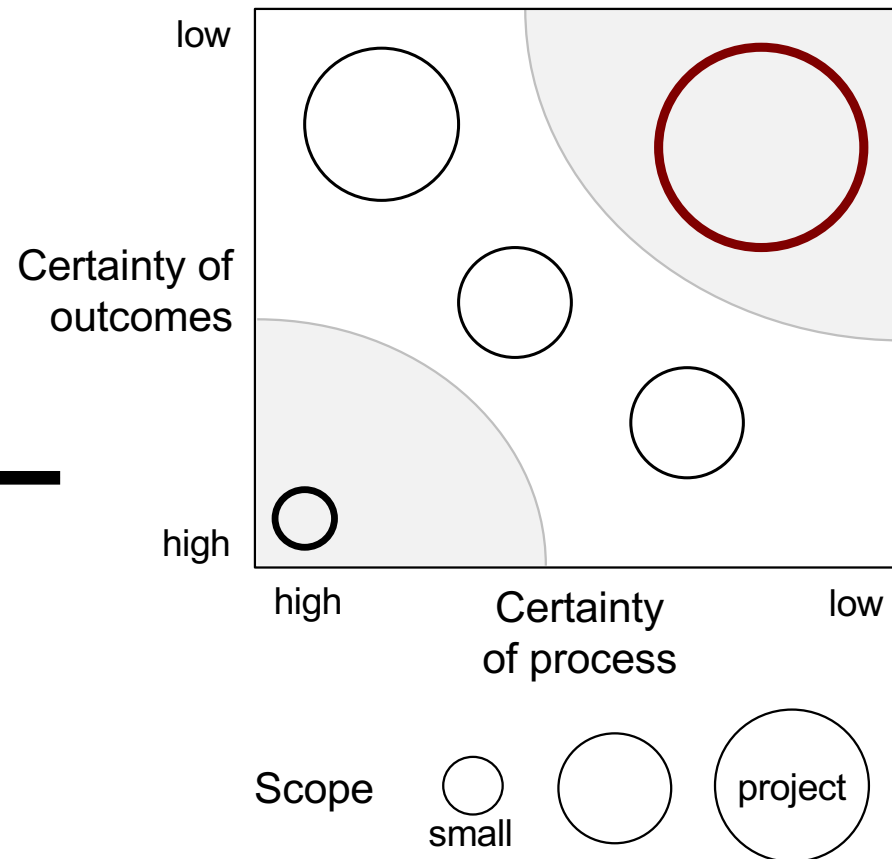 low
Certainty of
outcomes
high
high
Certainty
low
of process
Scope
small
project